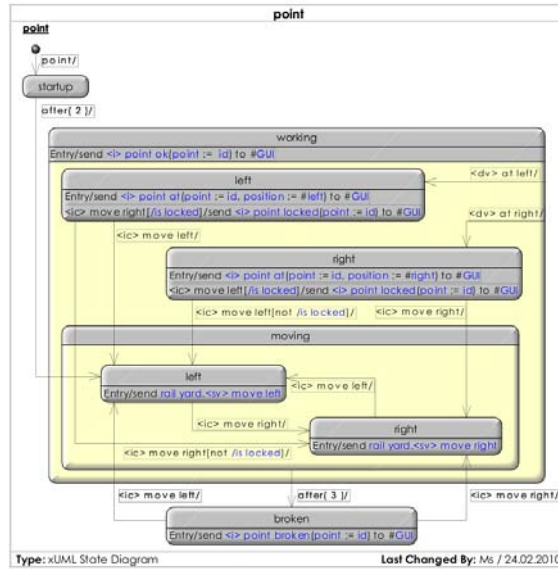 point
point
point/
startup
after( 2 )/
working
Entry/send <i> point ok(point := id) to #GUI
left
Entry/send <i> point at(point := id, position := #left) to #GUI
<ic> move right[/is locked]/send <i> point locked(point := id) to #GUI
<dv> at left/
<dv> at right/
<ic> move left/
right
Entry/send <i> point at(point := id, position := #right) to #GUI
<ic> move left[/is locked]/send <i> point locked(point := id) to #GUI
<ic> move left[not /is locked]/
<ic> move right/
moving
left
Entry/send rail yard.<sv> move left
<ic> move left/
<ic> move right/
right
Entry/send rail yard.<sv> move right
<ic> move right[not /is locked]/
<ic> move left/
after( 3 )/
<ic> move right/
broken
Entry/send <i> point broken(point := id) to #GUI
Type: xUML State Diagram
Last Changed By: Ms / 24.02.2010